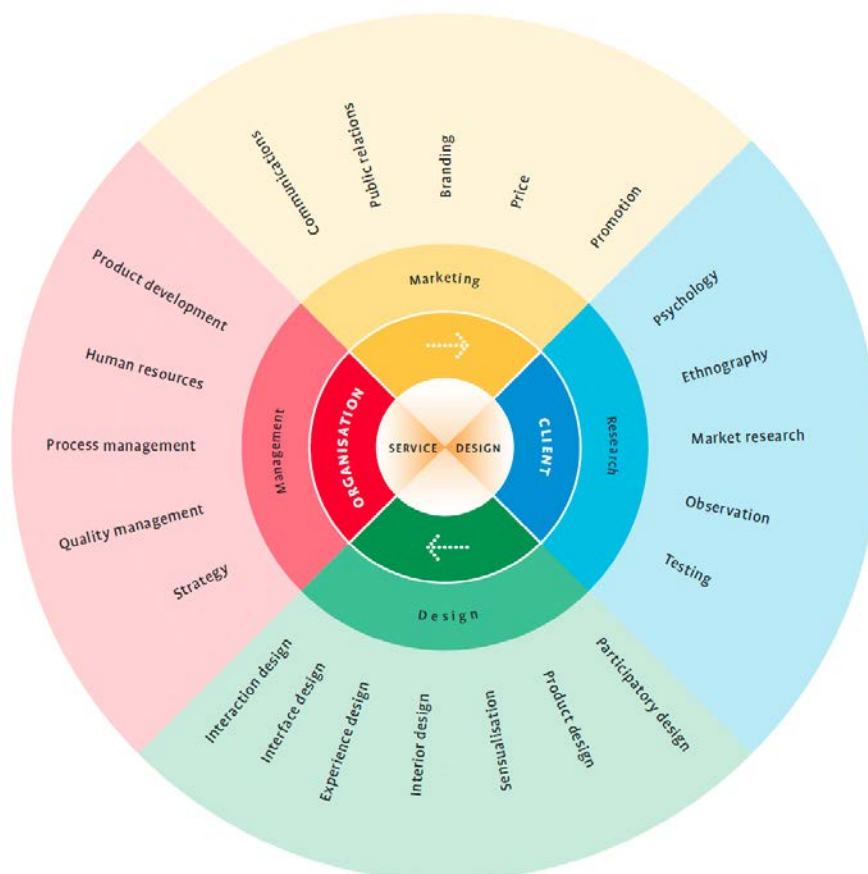 Communications
Public relations
Branding
Price
Promotion
Marketing
Psychology
Ethnography
Market research
Observation
Testing
Research
CLIENT
Product development
Human resources
Process management
Quality management
Strategy
Management
ORGANISATION
SERVICE DESIGN
Design
Interaction design
Interface design
Experience design
Interior design
Sensualisation
Product design
Participatory design